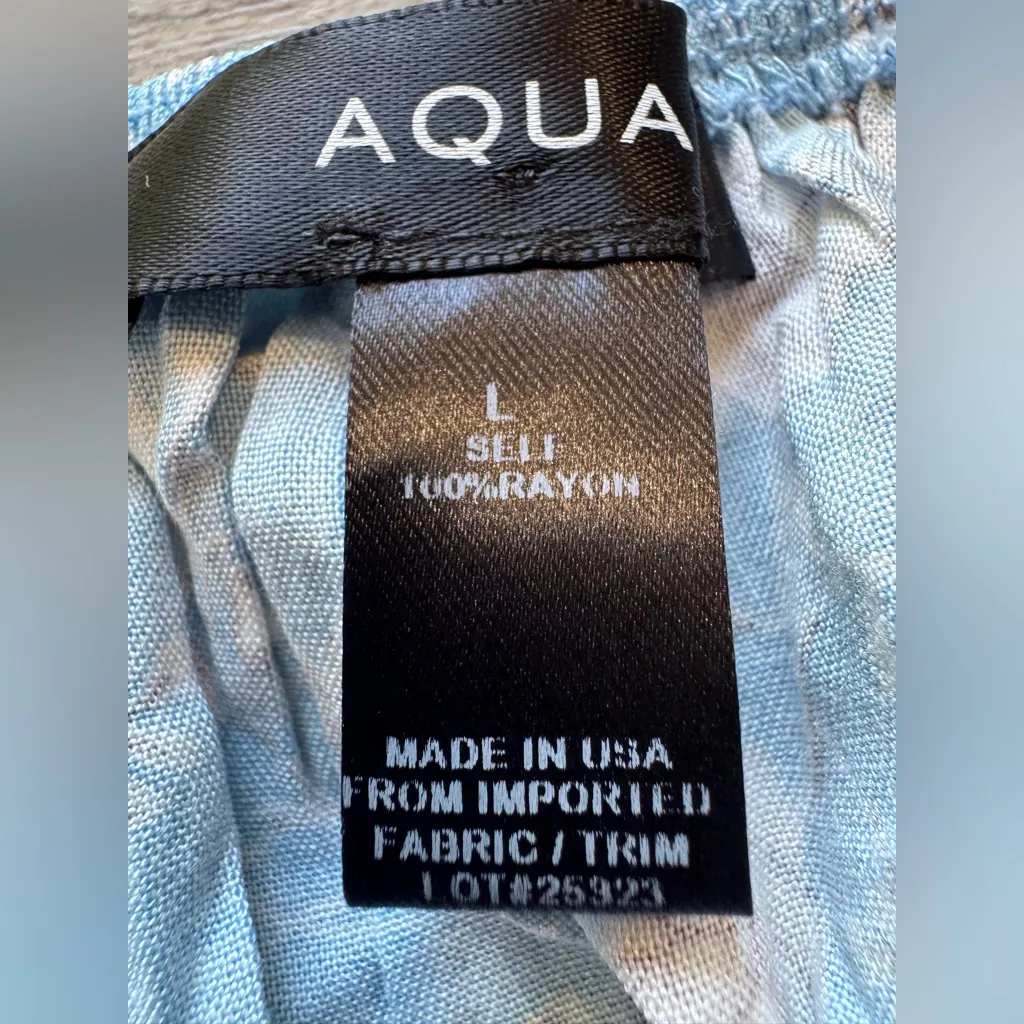 AQUA
L
SELF
100%RAYON
MADE IN USA
FROM IMPORTED
FABRIC / TRIM
LOT#25923